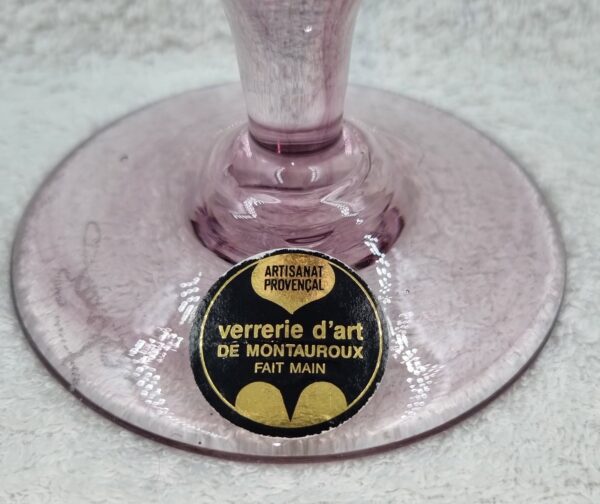 ARTISANAT
PROVENÇAL
verrerie d'art
DE MONTAUROUX
FAIT MAIN